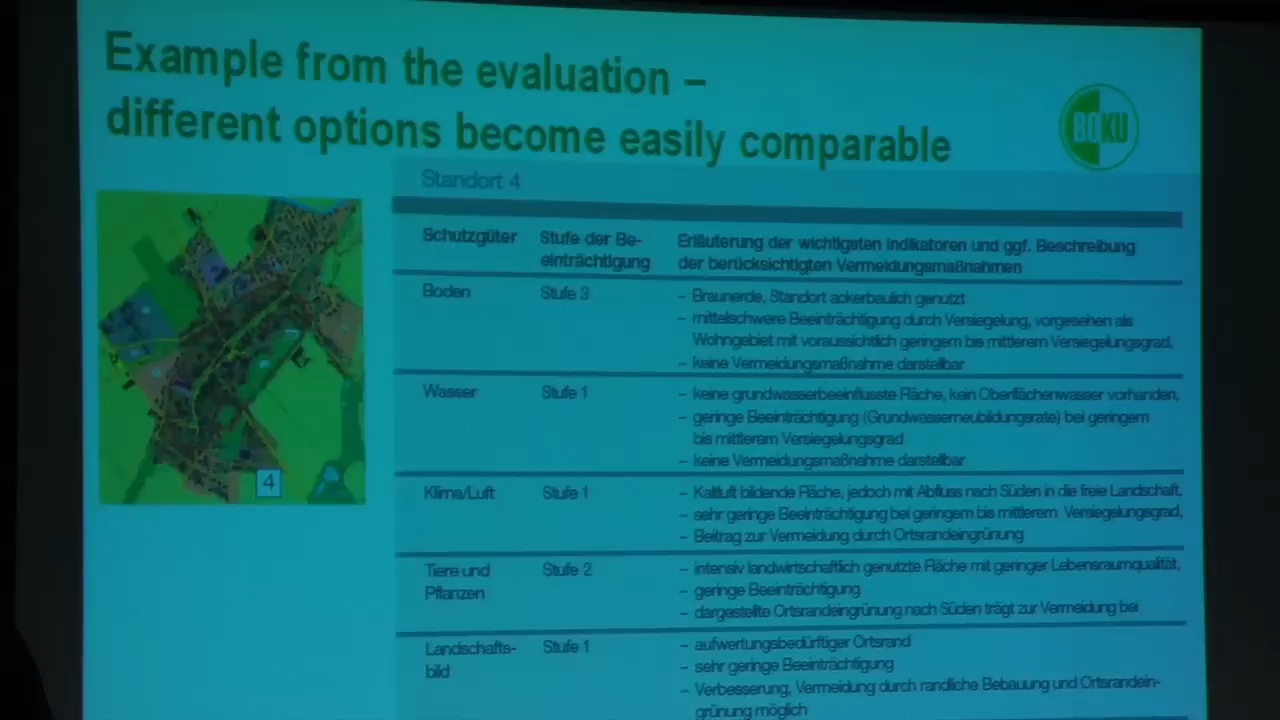 Example from the evaluation –
different options become easily comparable
BOKU
Standort 4
Schutzgüter
Stufe der Be-
einträchtigung
Erläuterung der wichtigsten Indikatoren und ggf. Beschreibung
der berücksichtigten Vermeidungsmaßnahmen
Boden
Stufe 3
– Braunerde, Standort ackerbaulich genutzt
– mittelschwere Beeinträchtigung durch Versiegelung, vorgesehen als
Wohngebiet mit voraussichtlich geringem bis mittlerem Versiegelungsgrad,
– keine Vermeidungsmaßnahme darstellbar
Wasser
Stufe 1
– keine grundwasserbeeinflusste Fläche, kein Oberflächenwasser vorhanden,
– geringe Beeinträchtigung (Grundwasserneubildungsrate) bei geringem
bis mittlerem Versiegelungsgrad
– keine Vermeidungsmaßnahme darstellbar
Klima/Luft
Stufe 1
– Kaltluft bildende Fläche, jedoch mit Abfluss nach Süden in die freie Landschaft,
– sehr geringe Beeinträchtigung bei geringem bis mittlerem Versiegelungsgrad,
– Beitrag zur Vermeidung durch Ortsrandeingrünung
Tiere und
Pflanzen
Stufe 2
– intensiv landwirtschaftlich genutzte Fläche mit geringer Lebensraumqualität,
– geringe Beeinträchtigung
– dargestellte Ortsrandeingrünung nach Süden trägt zur Vermeidung bei
Landschafts-
bild
Stufe 1
– aufwertungsbedürftiger Ortsrand
– sehr geringe Beeinträchtigung
– Verbesserung, Vermeidung durch randliche Bebauung und Ortsrandein-
grünung möglich
4